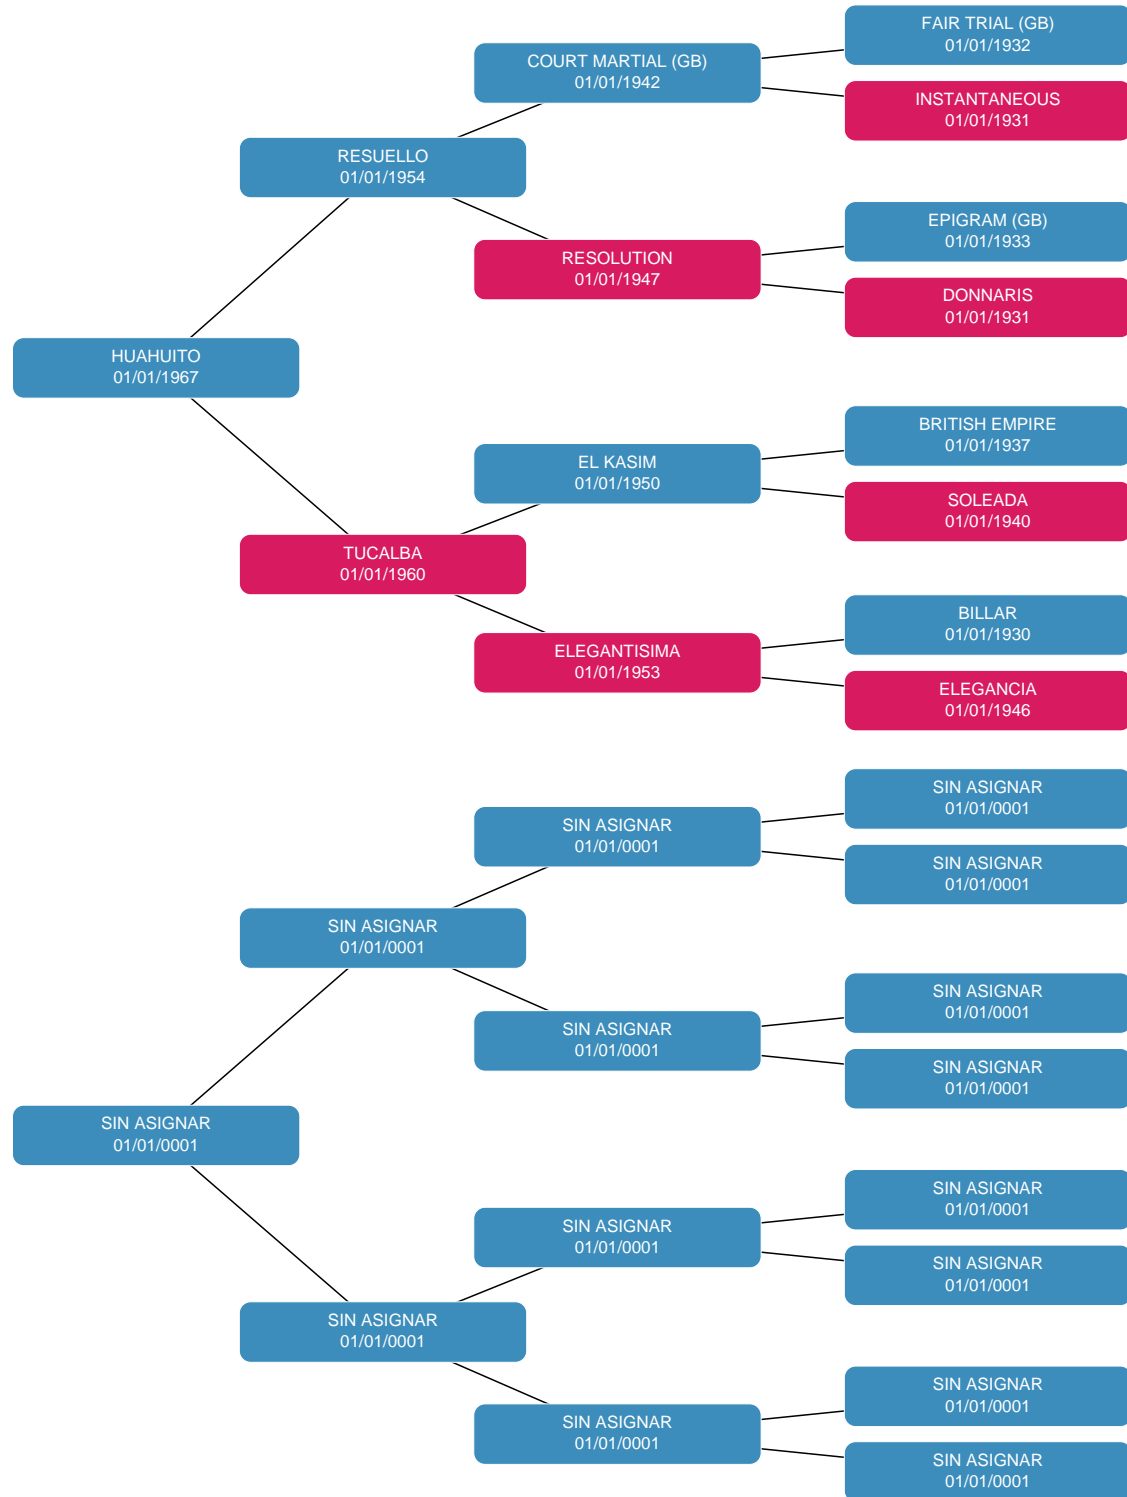 FAIR TRIAL (GB)
01/01/1932
COURT MARTIAL (GB)
01/01/1942
INSTANTANEOUS
01/01/1931
RESUELLO
01/01/1954
EPIGRAM (GB)
01/01/1933
RESOLUTION
01/01/1947
DONNARIS
01/01/1931
HUAHUITO
01/01/1967
BRITISH EMPIRE
01/01/1937
EL KASIM
01/01/1950
SOLEADA
01/01/1940
TUCALBA
01/01/1960
BILLAR
01/01/1930
ELEGANTISIMA
01/01/1953
ELEGANCIA
01/01/1946
SIN ASIGNAR
01/01/0001
SIN ASIGNAR
01/01/0001
SIN ASIGNAR
01/01/0001
SIN ASIGNAR
01/01/0001
SIN ASIGNAR
01/01/0001
SIN ASIGNAR
01/01/0001
SIN ASIGNAR
01/01/0001
SIN ASIGNAR
01/01/0001
SIN ASIGNAR
01/01/0001
SIN ASIGNAR
01/01/0001
SIN ASIGNAR
01/01/0001
SIN ASIGNAR
01/01/0001
SIN ASIGNAR
01/01/0001
SIN ASIGNAR
01/01/0001
SIN ASIGNAR
01/01/0001